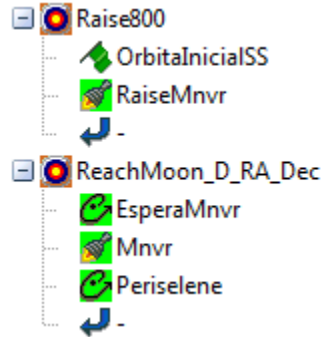 Raise800
OrbitaInicialSS
RaiseMnvr
-
ReachMoon_D_RA_Dec
EsperaMnvr
Mnvr
Periselene
-